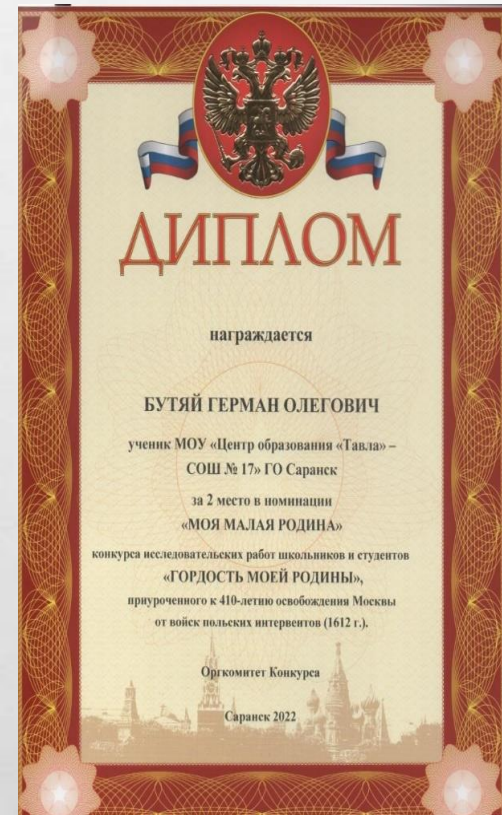 ДИПЛОМ
награждается
БУТЯЙ ГЕРМАН ОЛЕГОВИЧ
ученик МОУ «Центр образования «Тавла» –
СОШ № 17» ГО Саранск
за 2 место в номинации
«МОЯ МАЛАЯ РОДИНА»
конкурса исследовательских работ школьников и студентов
«ГОРДОСТЬ МОЕЙ РОДИНЫ»,
приуроченного к 410-летию освобождения Москвы
от войск польских интервентов (1612 г.).
Оргкомитет Конкурса
Саранск 2022